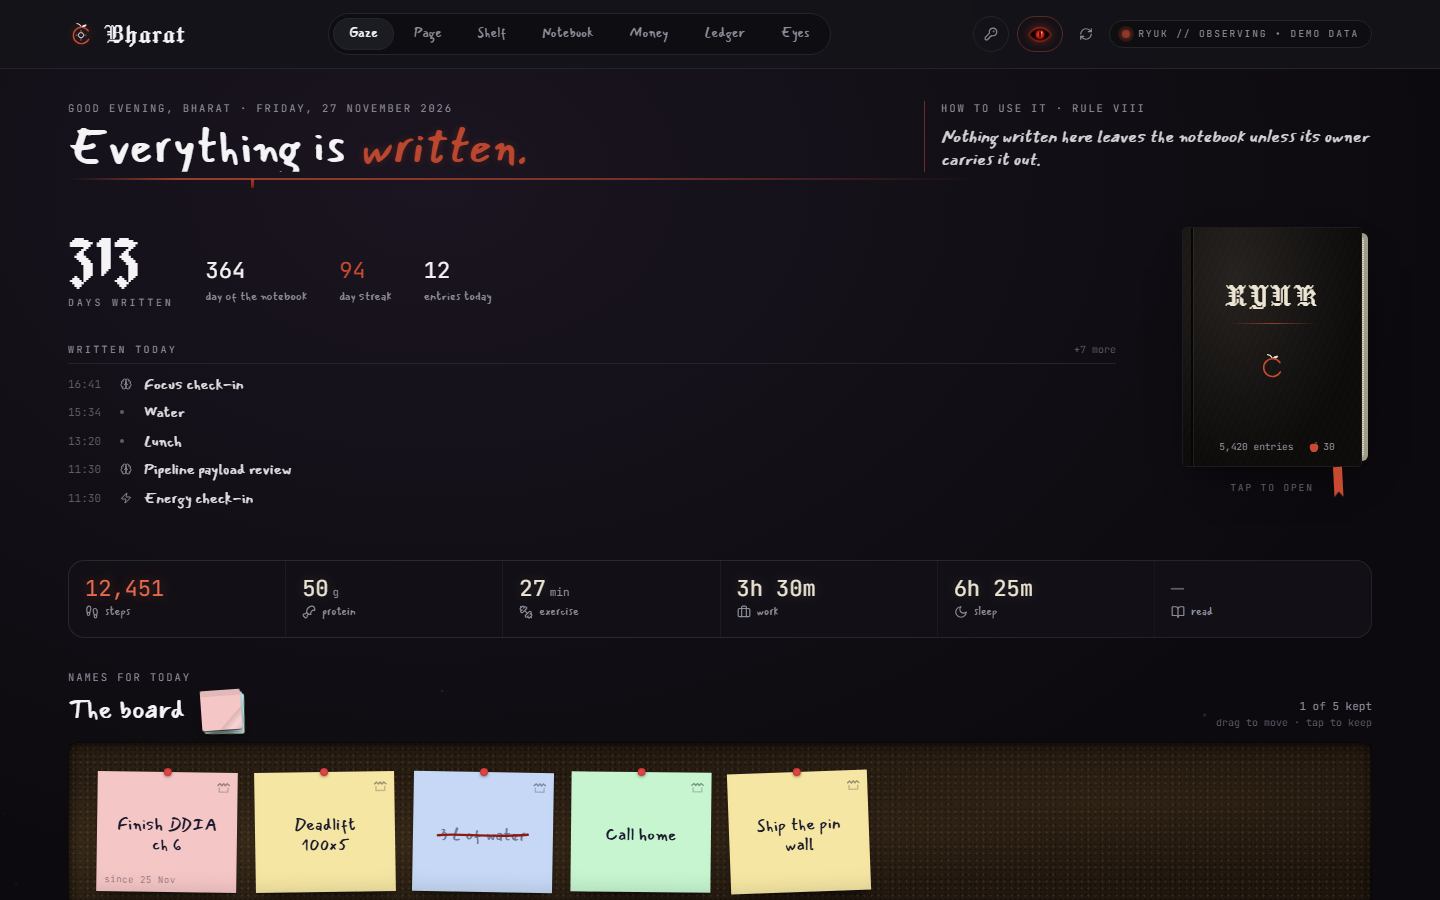 Bharat
Gaze Page Shelf Notebook Money Ledger Eyes
RYUK // OBSERVING • DEMO DATA
GOOD EVENING, BHARAT · FRIDAY, 27 NOVEMBER 2026
Everything is written.
HOW TO USE IT · RULE VIII
Nothing written here leaves the notebook unless its owner
carries it out.
313
DAYS WRITTEN
364
day of the notebook
94
day streak
12
entries today
WRITTEN TODAY
+7 more
16:41 Focus check-in
15:34 Water
13:20 Lunch
11:30 Pipeline payload review
11:30 Energy check-in
RYUK
5,420 entries 30
TAP TO OPEN
12,451
steps
50 g
protein
27 min
exercise
3h 30m
work
6h 25m
sleep
—
read
NAMES FOR TODAY
The board
1 of 5 kept
drag to move · tap to keep
Finish DDIA
ch 6
since 25 Nov
Deadlift
100x5
3 L of water
Call home
Ship the pin
wall